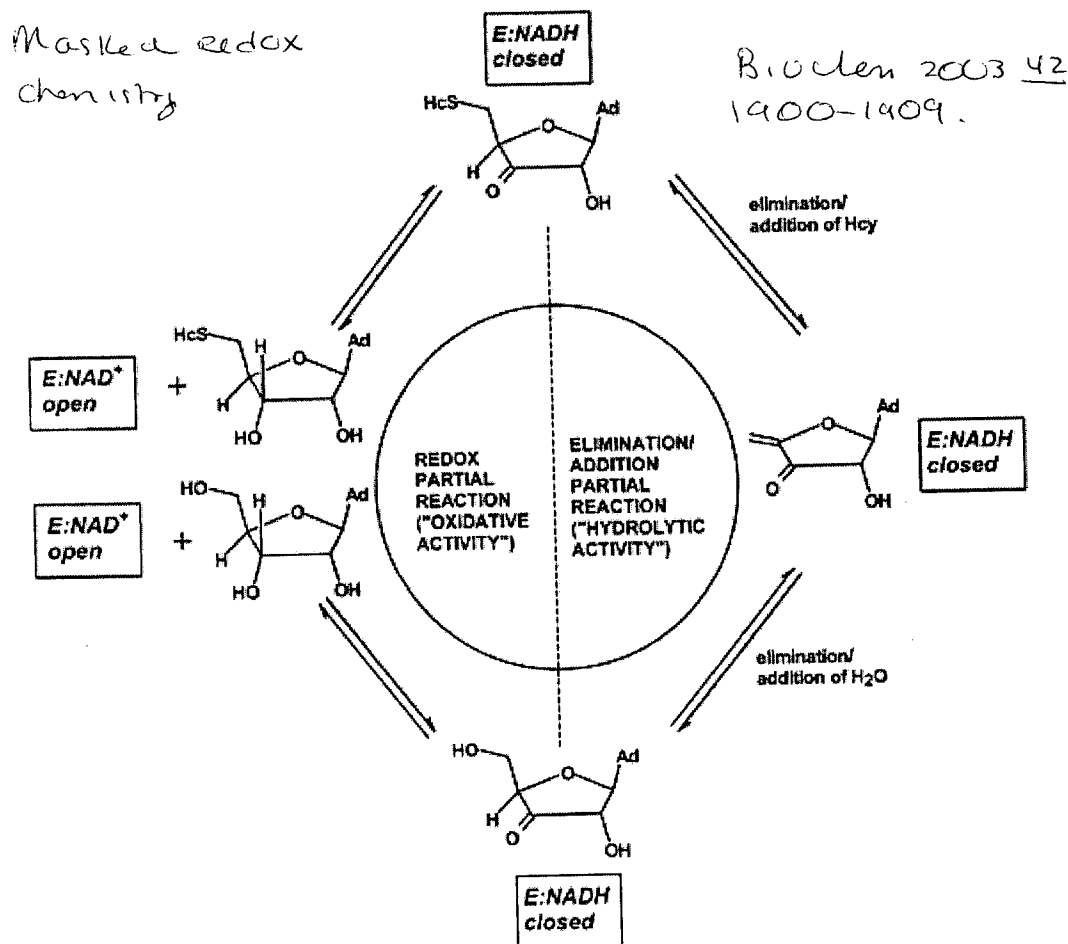 Masked redox
chemistry
Biochem 2003 42
1900-1909.
E:NADH
closed
HcS
O
Ad
H
O
OH
elimination/
addition of Hcy
HcS
H
O
Ad
H
HO
OH
E:NAD+
open
+
HO
H
O
Ad
H
HO
OH
E:NAD+
open
+
REDOX
PARTIAL
REACTION
("OXIDATIVE
ACTIVITY")
ELIMINATION/
ADDITION
PARTIAL
REACTION
("HYDROLYTIC
ACTIVITY")
O
Ad
O
OH
E:NADH
closed
elimination/
addition of H2O
HO
O
Ad
H
O
OH
E:NADH
closed